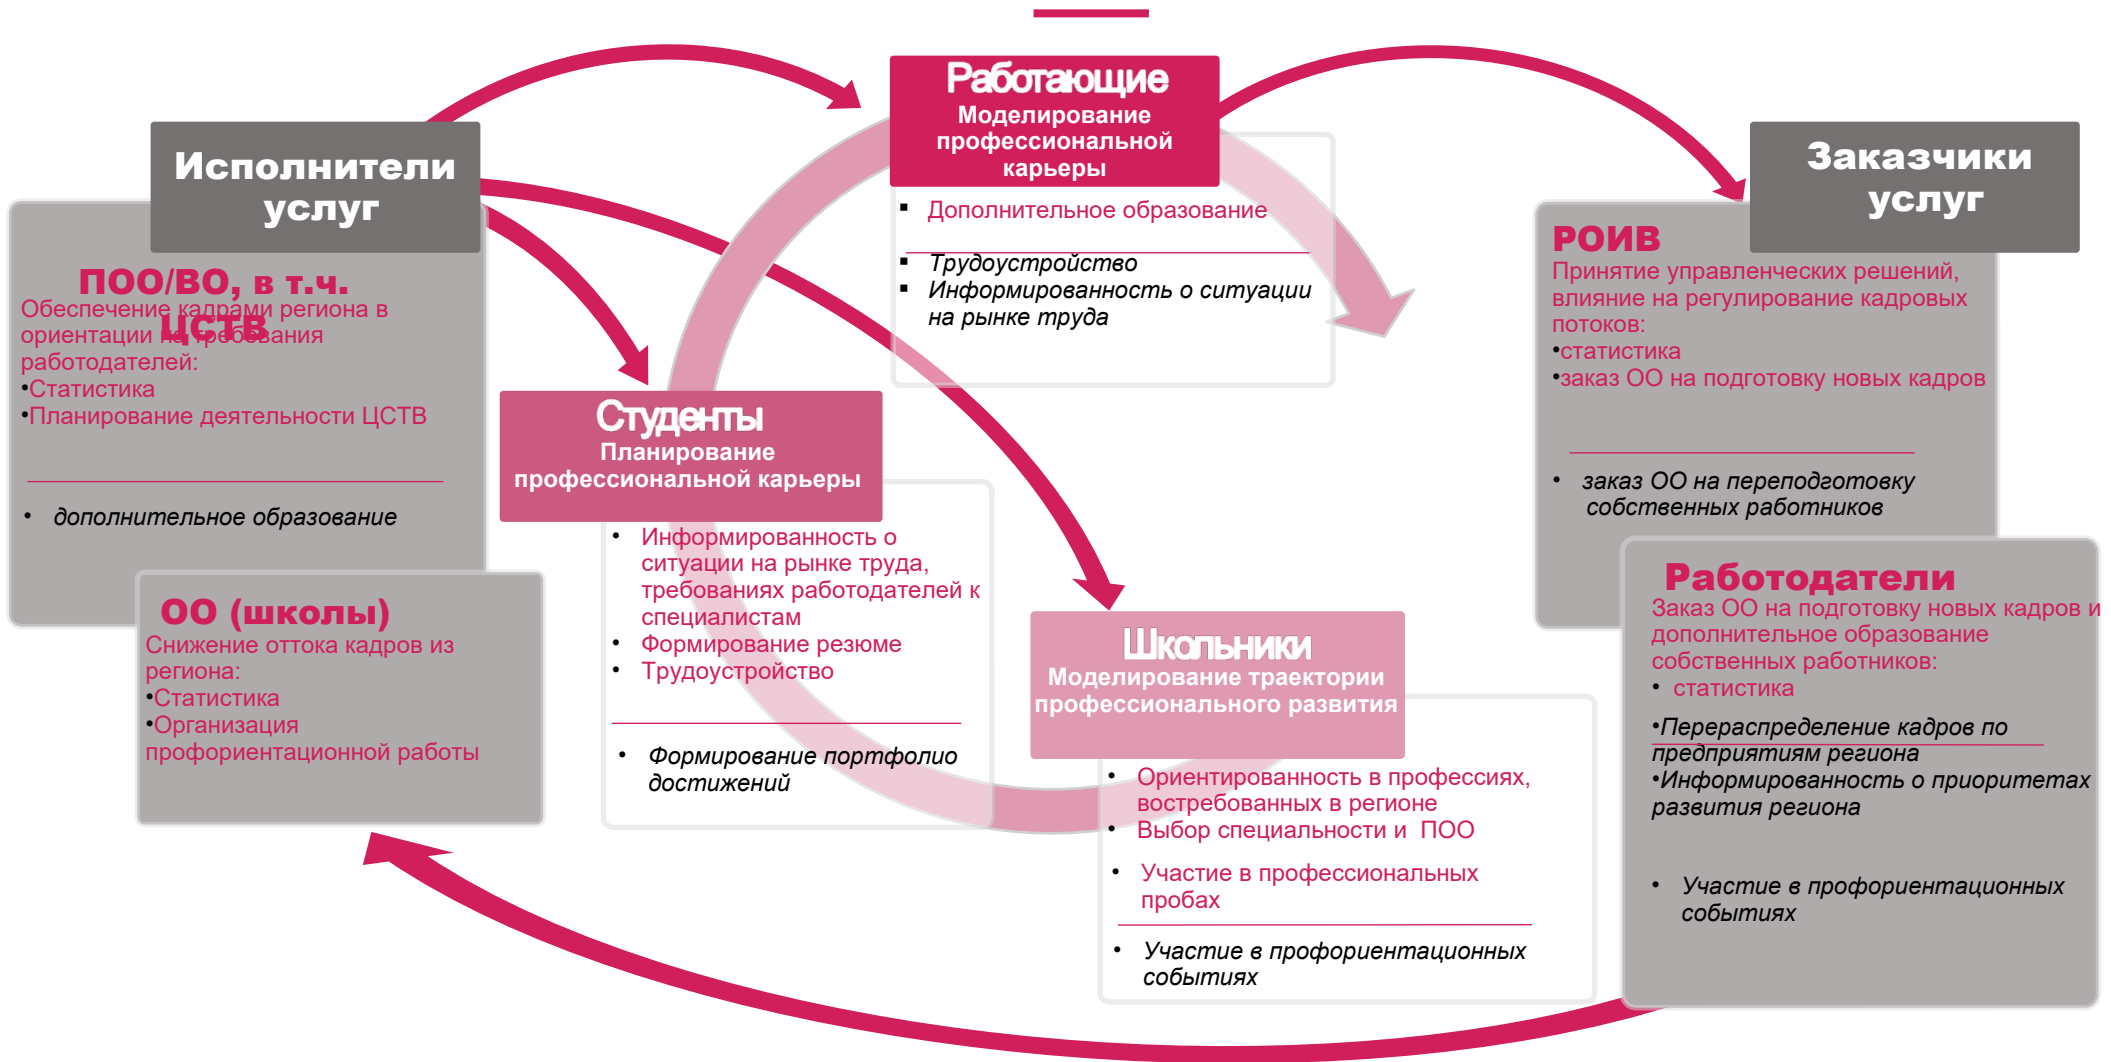 Исполнители
услуг
ПОО/ВО, в т.ч.
ЦСТВ
Обеспечение кадрами региона в
ориентации на требования
работодателей:
•Статистика
•Планирование деятельности ЦСТВ
• дополнительное образование
ОО (школы)
Снижение оттока кадров из
региона:
•Статистика
•Организация
профориентационной работы
Работающие
Моделирование
профессиональной
карьеры
▪ Дополнительное образование
▪ Трудоустройство
▪ Информированность о ситуации
на рынке труда
Студенты
Планирование
профессиональной карьеры
• Информированность о
ситуации на рынке труда,
требованиях работодателей к
специалистам
• Формирование резюме
• Трудоустройство
• Формирование портфолио
достижений
Школьники
Моделирование траектории
профессионального развития
• Ориентированность в профессиях,
востребованных в регионе
• Выбор специальности и ПОО
• Участие в профессиональных
пробах
• Участие в профориентационных
событиях
Заказчики
услуг
РОИВ
Принятие управленческих решений,
влияние на регулирование кадровых
потоков:
•статистика
•заказ ОО на подготовку новых кадров
• заказ ОО на переподготовку
собственных работников
Работодатели
Заказ ОО на подготовку новых кадров и
дополнительное образование
собственных работников:
• статистика
•Перераспределение кадров по
предприятиям региона
•Информированность о приоритетах
развития региона
• Участие в профориентационных
событиях